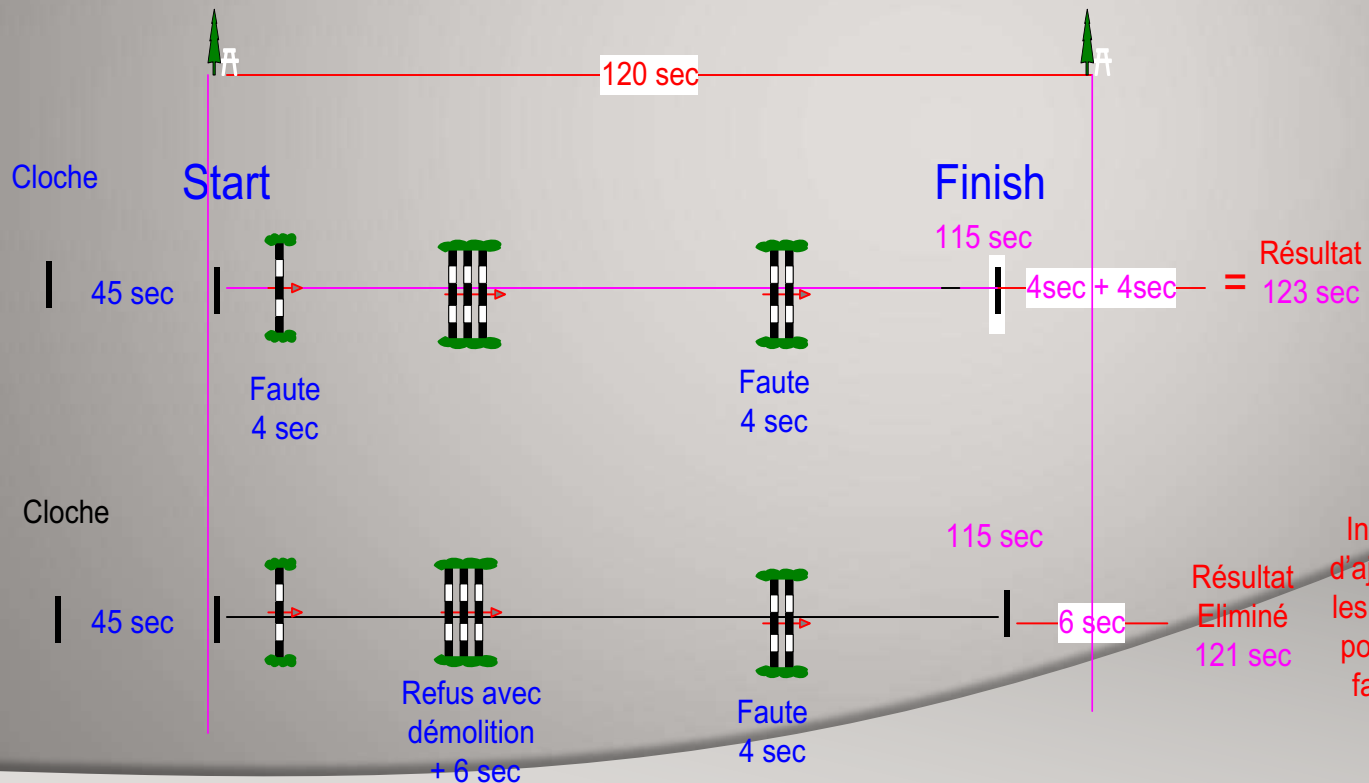 120 sec
Cloche
Start
Finish
115 sec
45 sec
4sec + 4sec
=
Résultat
123 sec
Faute
4 sec
Faute
4 sec
Cloche
115 sec
45 sec
6 sec
Résultat
Eliminé
121 sec
Refus avec
démolition
+ 6 sec
Faute
4 sec
les